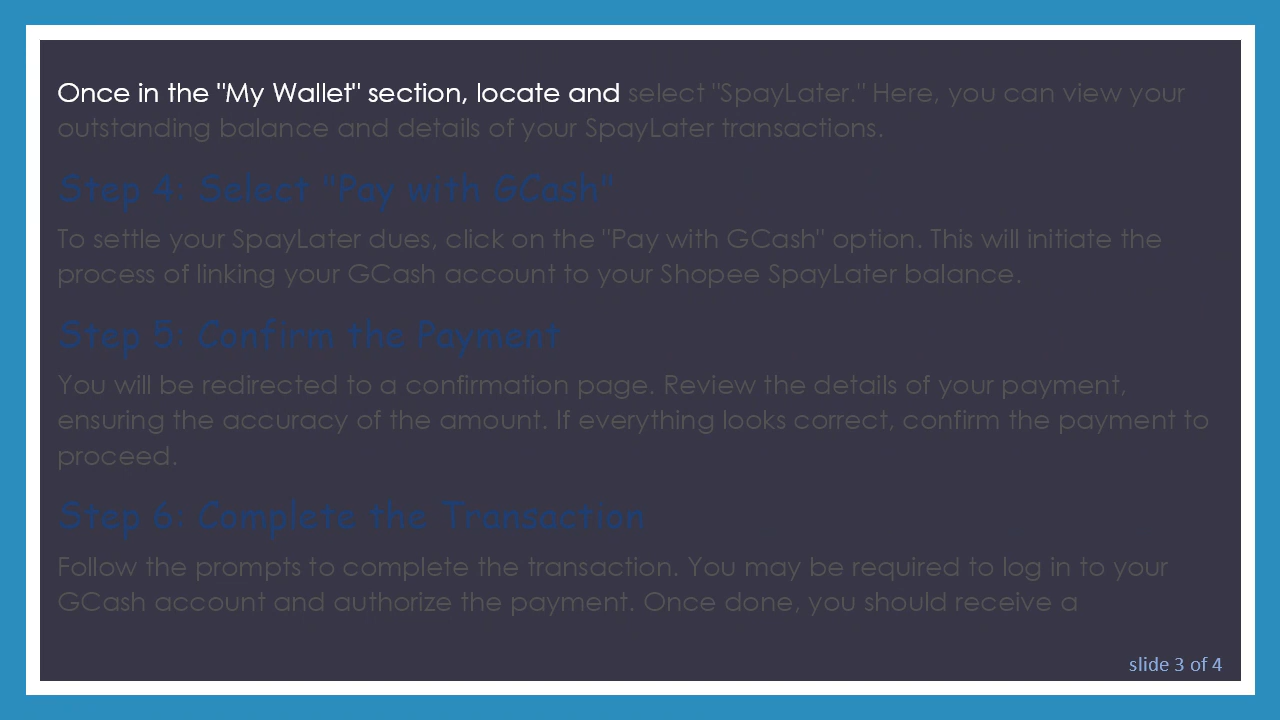 Once in the "My Wallet" section, locate and select "SpayLater." Here, you can view your
outstanding balance and details of your SpayLater transactions.
Step 4: Select "Pay with GCash"
To settle your SpayLater dues, click on the "Pay with GCash" option. This will initiate the
process of linking your GCash account to your Shopee SpayLater balance.
Step 5: Confirm the Payment
You will be redirected to a confirmation page. Review the details of your payment,
ensuring the accuracy of the amount. If everything looks correct, confirm the payment to
proceed.
Step 6: Complete the Transaction
Follow the prompts to complete the transaction. You may be required to log in to your
GCash account and authorize the payment. Once done, you should receive a
slide 3 of 4